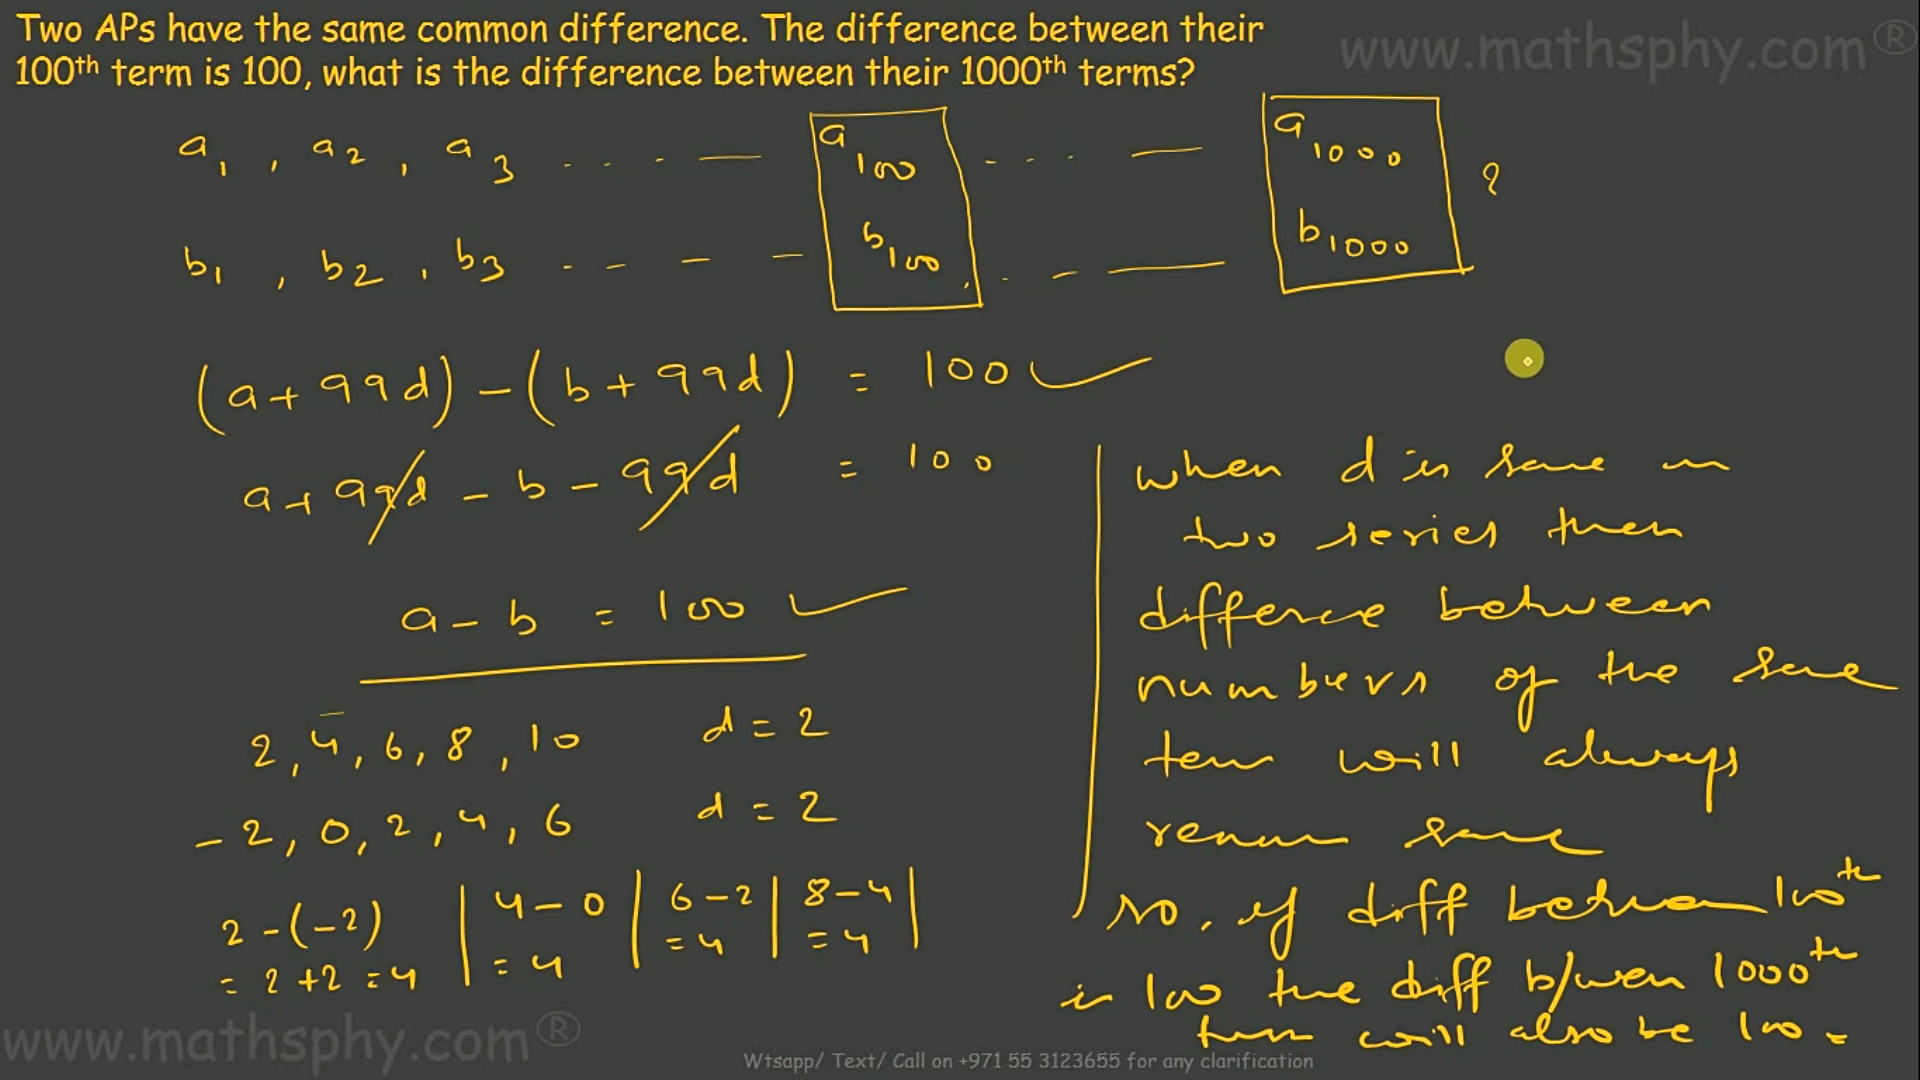 Two APs have the same common difference. The difference between their
100th term is 100, what is the difference between their 1000th terms?
www.mathsphy.com®
a1, a2, a3 ....— a100 ....— a1000 ?
b1, b2, b3 .- - - b100 ..-— b1000
(a+99d)-(b+99d) = 100
a+99d - b - 99d = 100
a - b = 100
2, 4, 6, 8, 10 d = 2
-2, 0, 2, 4, 6 d = 2
2-(-2) | 4-0 | 6-2 | 8-4 |
= 2+2 = 4 | = 4 | = 4 | = 4 |
when d is same in
two series then
difference between
numbers of the same
term will always
remain same
so, if diff between 100th
is 100 the diff b/ween 1000th
term will also be 100 =
www.mathsphy.com®
Wtsapp/ Text/ Call on +971 55 3123655 for any clarification